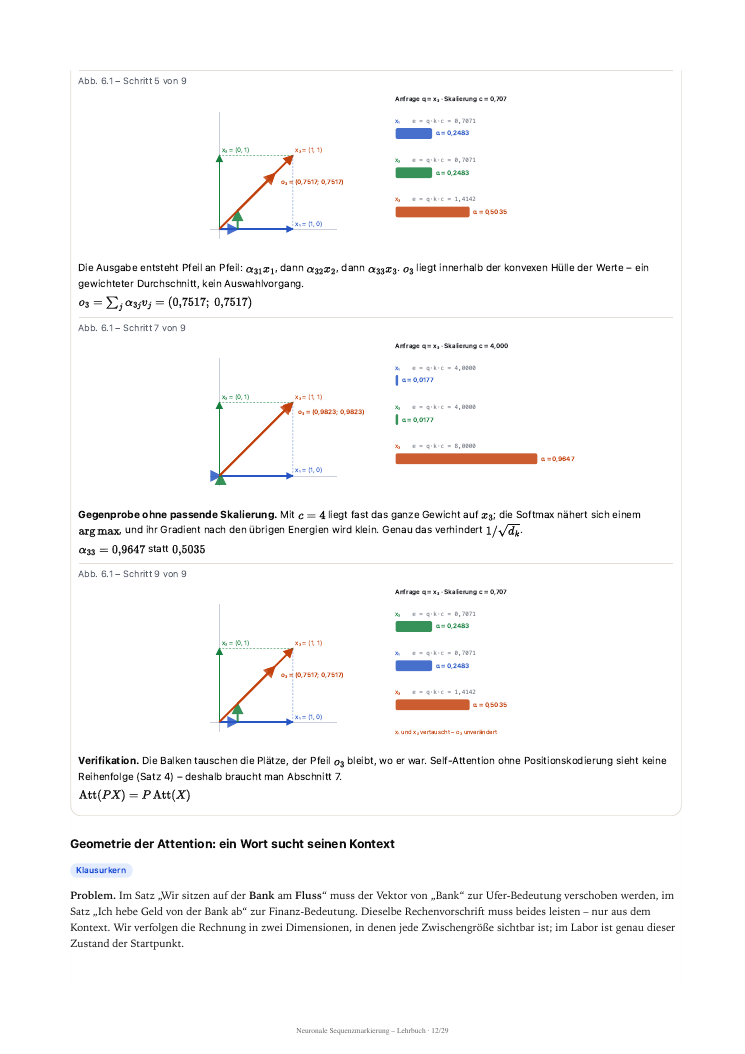 Abb. 6.1 – Schritt 5 von 9
Anfrage q = x₃ · Skalierung c = 0,707
x₁ e = q·k·c = 0,7071
α = 0,2483
x₂ = (0, 1)
x₃ = (1, 1)
x₂ e = q·k·c = 0,7071
α = 0,2483
o₃ = (0,7517; 0,7517)
x₃ e = q·k·c = 1,4142
α = 0,5035
x₁ = (1, 0)
Die Ausgabe entsteht Pfeil an Pfeil: α₃₁x₁, dann α₃₂x₂, dann α₃₃x₃. o₃ liegt innerhalb der konvexen Hülle der Werte – ein
gewichteter Durchschnitt, kein Auswahlvorgang.
o₃ = ∑ⱼ α₃ⱼvⱼ = (0,7517; 0,7517)
Abb. 6.1 – Schritt 7 von 9
Anfrage q = x₃ · Skalierung c = 4,000
x₁ e = q·k·c = 4,0000
α = 0,0177
x₂ = (0, 1)
x₃ = (1, 1)
x₂ e = q·k·c = 4,0000
α = 0,0177
o₃ = (0,9823; 0,9823)
x₃ e = q·k·c = 8,0000
α = 0,9647
x₁ = (1, 0)
Gegenprobe ohne passende Skalierung. Mit c = 4 liegt fast das ganze Gewicht auf x₃; die Softmax nähert sich einem
arg max, und ihr Gradient nach den übrigen Energien wird klein. Genau das verhindert 1/√dₖ.
α₃₃ = 0,9647 statt 0,5035
Abb. 6.1 – Schritt 9 von 9
Anfrage q = x₃ · Skalierung c = 0,707
x₂ e = q·k·c = 0,7071
α = 0,2483
x₂ = (0, 1)
x₃ = (1, 1)
x₁ e = q·k·c = 0,7071
α = 0,2483
o₃ = (0,7517; 0,7517)
x₃ e = q·k·c = 1,4142
α = 0,5035
x₁ = (1, 0)
x₁ und x₂ vertauscht – o₃ unverändert
Verifikation. Die Balken tauschen die Plätze, der Pfeil o₃ bleibt, wo er war. Self-Attention ohne Positionskodierung sieht keine
Reihenfolge (Satz 4) – deshalb braucht man Abschnitt 7.
Att(PX) = P Att(X)
Geometrie der Attention: ein Wort sucht seinen Kontext
Klausurkern
Problem. Im Satz „Wir sitzen auf der Bank am Fluss“ muss der Vektor von „Bank“ zur Ufer-Bedeutung verschoben werden, im
Satz „Ich hebe Geld von der Bank ab“ zur Finanz-Bedeutung. Dieselbe Rechenvorschrift muss beides leisten – nur aus dem
Kontext. Wir verfolgen die Rechnung in zwei Dimensionen, in denen jede Zwischengröße sichtbar ist; im Labor ist genau dieser
Zustand der Startpunkt.
Neuronale Sequenzmarkierung – Lehrbuch · 12/29